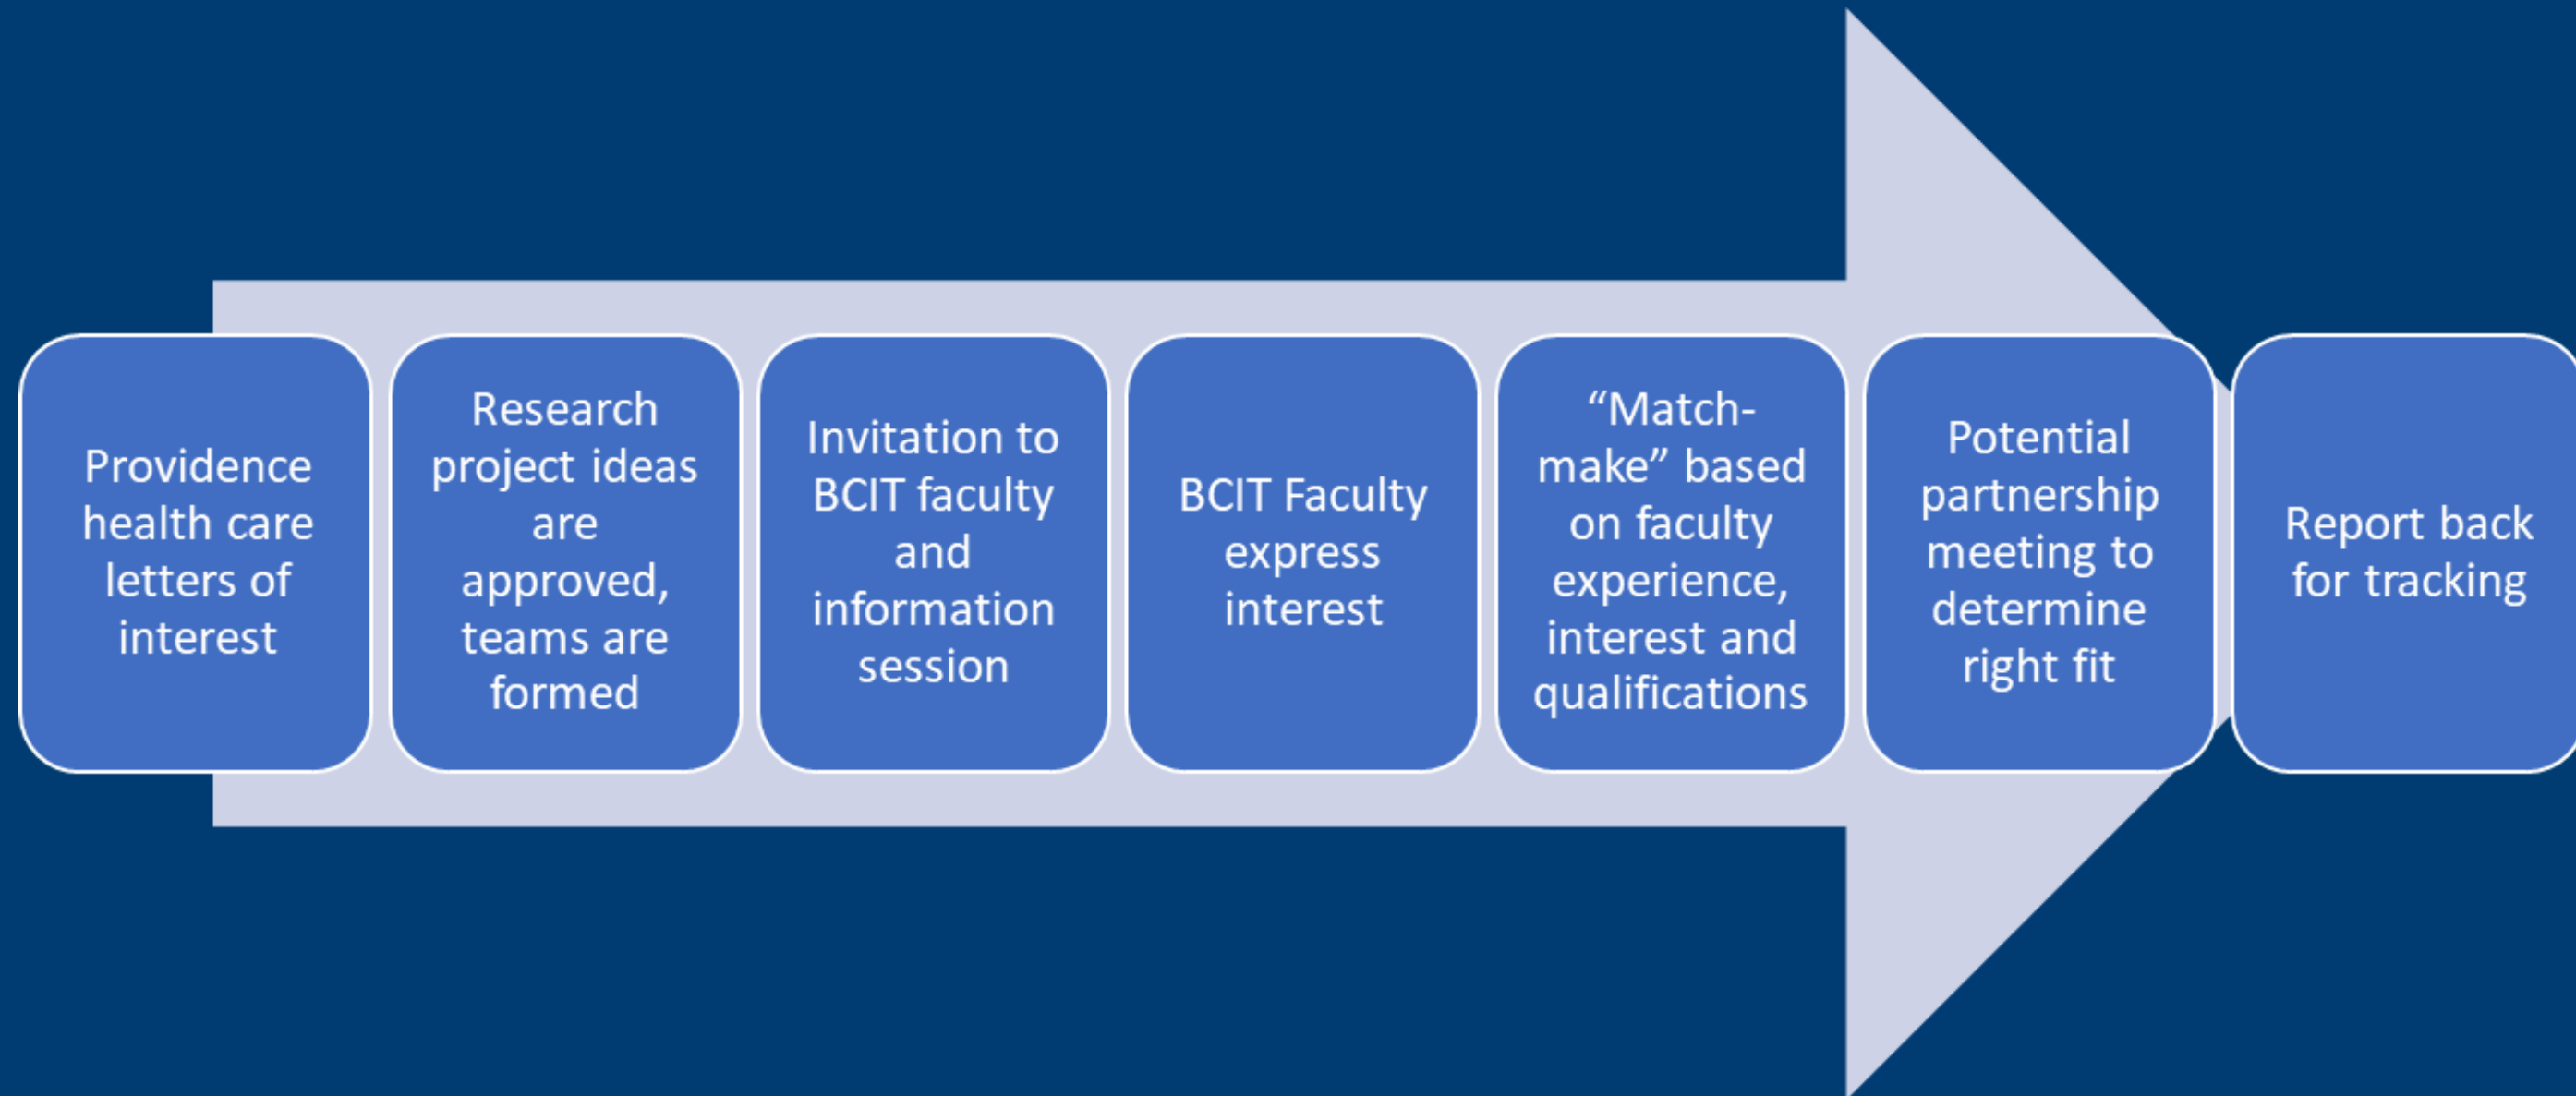 Providence
health care
letters of
interest
Research
project ideas
are
approved,
teams are
formed
Invitation to
BCIT faculty
and
information
session
BCIT Faculty
express
interest
“Match-
make” based
on faculty
experience,
interest and
qualifications
Potential
partnership
meeting to
determine
right fit
Report back
for tracking